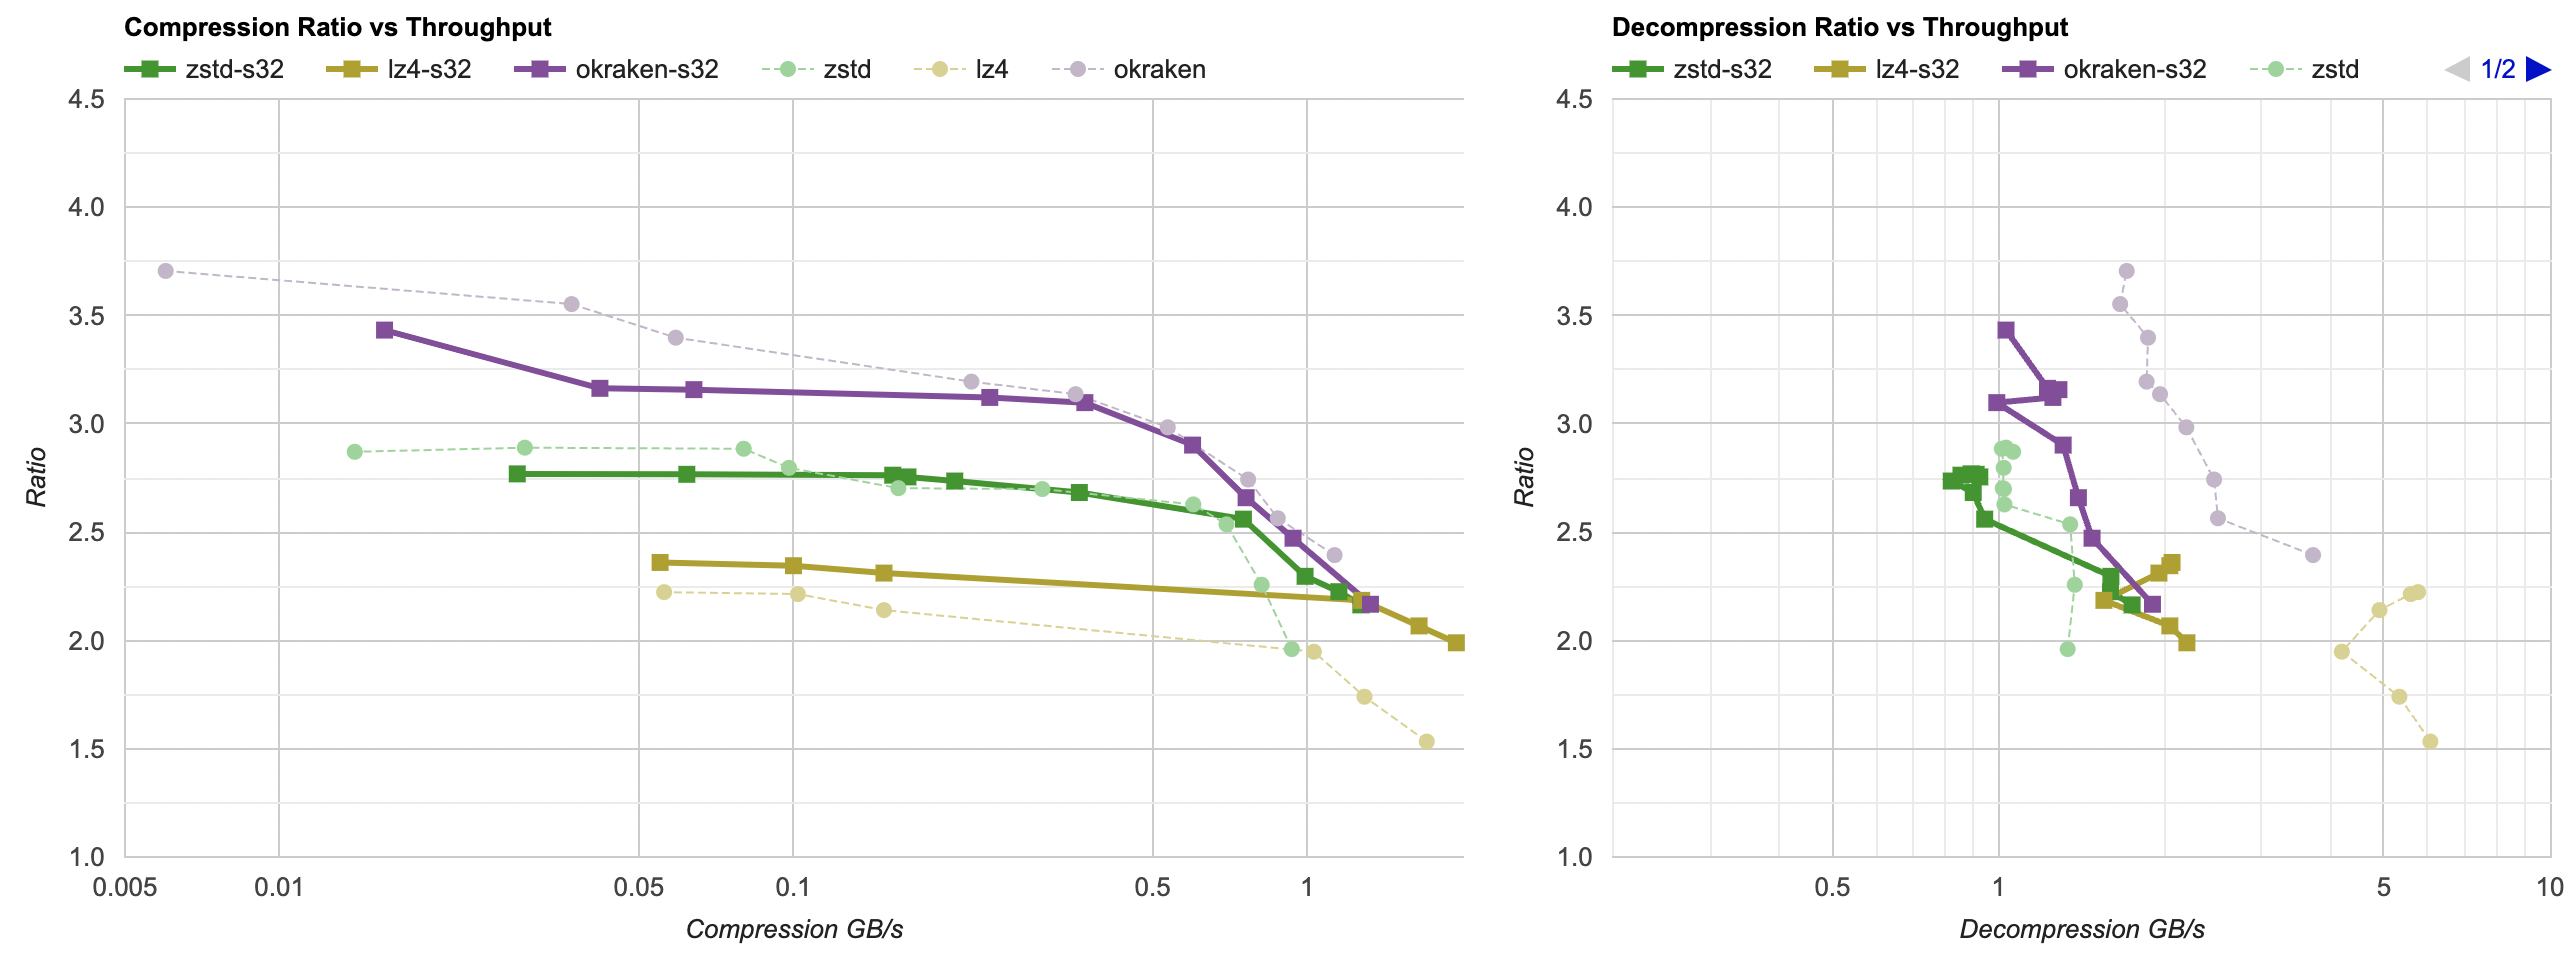 Compression Ratio vs Throughput
zstd-s32 lz4-s32 okraken-s32 zstd lz4 okraken
4.5
4.0
3.5
3.0
2.5
2.0
1.5
1.0
Ratio
0.005 0.01 0.05 0.1 0.5 1
Compression GB/s
Decompression Ratio vs Throughput
zstd-s32 lz4-s32 okraken-s32 zstd 1/2
4.5
4.0
3.5
3.0
2.5
2.0
1.5
1.0
Ratio
0.5 1 5 10
Decompression GB/s